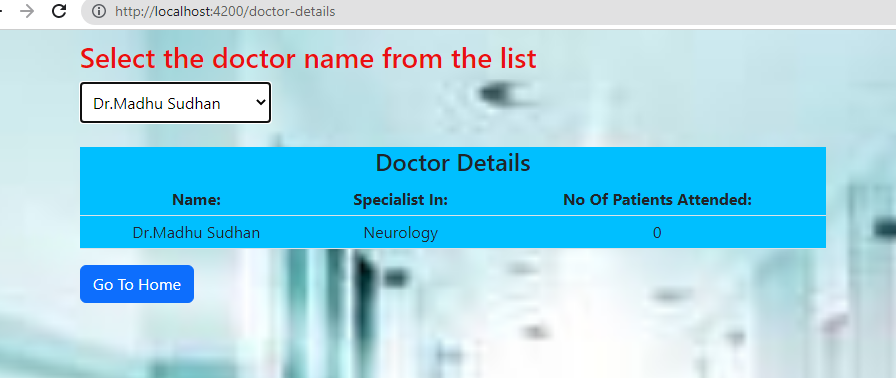 http://localhost:4200/doctor-details
Select the doctor name from the list
Dr.Madhu Sudhan
Doctor Details
Name: Specialist In: No Of Patients Attended:
Dr.Madhu Sudhan Neurology 0
Go To Home